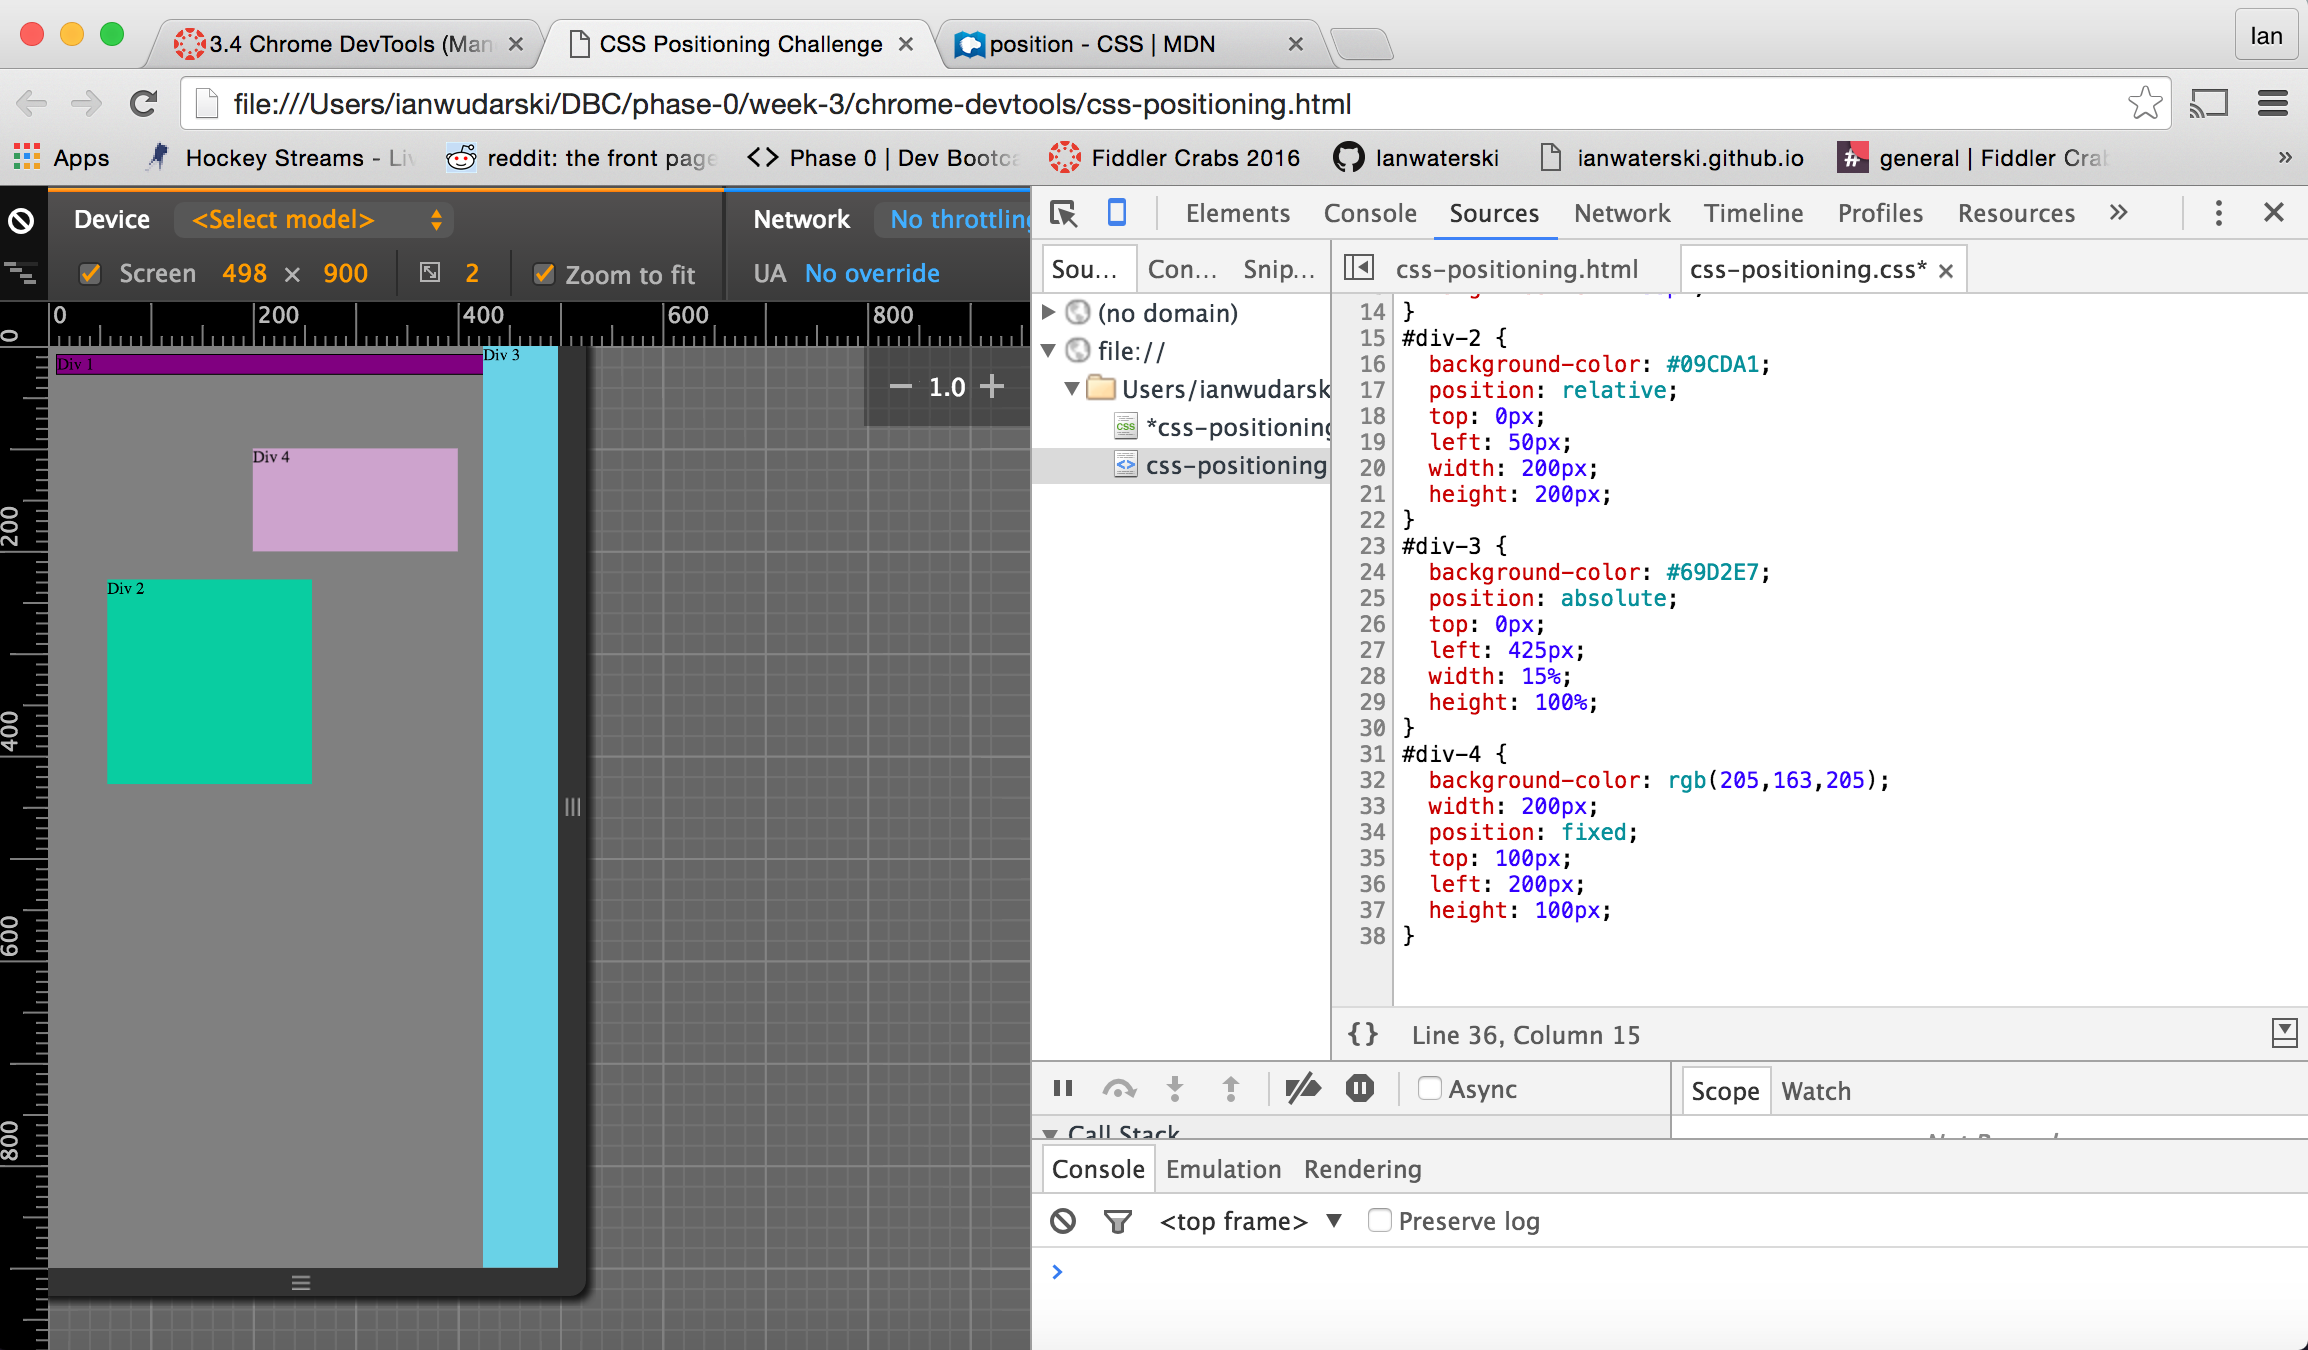 3.4 Chrome DevTools (Man
CSS Positioning Challenge
position - CSS | MDN
Ian
file:///Users/ianwudarski/DBC/phase-0/week-3/chrome-devtools/css-positioning.html
Apps
Hockey Streams - Liv
reddit: the front page
<> Phase 0 | Dev Bootca
Fiddler Crabs 2016
Ianwaterski
ianwaterski.github.io
general | Fiddler Crab
»
Device <Select model>
Network No throttling
Screen 498 × 900
2
Zoom to fit
UA No override
0 200 400 600 800
0
200
400
600
800
Div 1
Div 3
Div 4
Div 2
− 1.0 +
Elements Console Sources Network Timeline Profiles Resources »
Sou... Con... Snip...
css-positioning.html
css-positioning.css* ×
(no domain)
file://
Users/ianwudarsk
*css-positioning
css-positioning
14 }
15 #div-2 {
16 background-color: #09CDA1;
17 position: relative;
18 top: 0px;
19 left: 50px;
20 width: 200px;
21 height: 200px;
22 }
23 #div-3 {
24 background-color: #69D2E7;
25 position: absolute;
26 top: 0px;
27 left: 425px;
28 width: 15%;
29 height: 100%;
30 }
31 #div-4 {
32 background-color: rgb(205,163,205);
33 width: 200px;
34 position: fixed;
35 top: 100px;
36 left: 200px;
37 height: 100px;
38 }
{} Line 36, Column 15
Async
Scope Watch
Call Stack
Console Emulation Rendering
<top frame> ▼
Preserve log
>